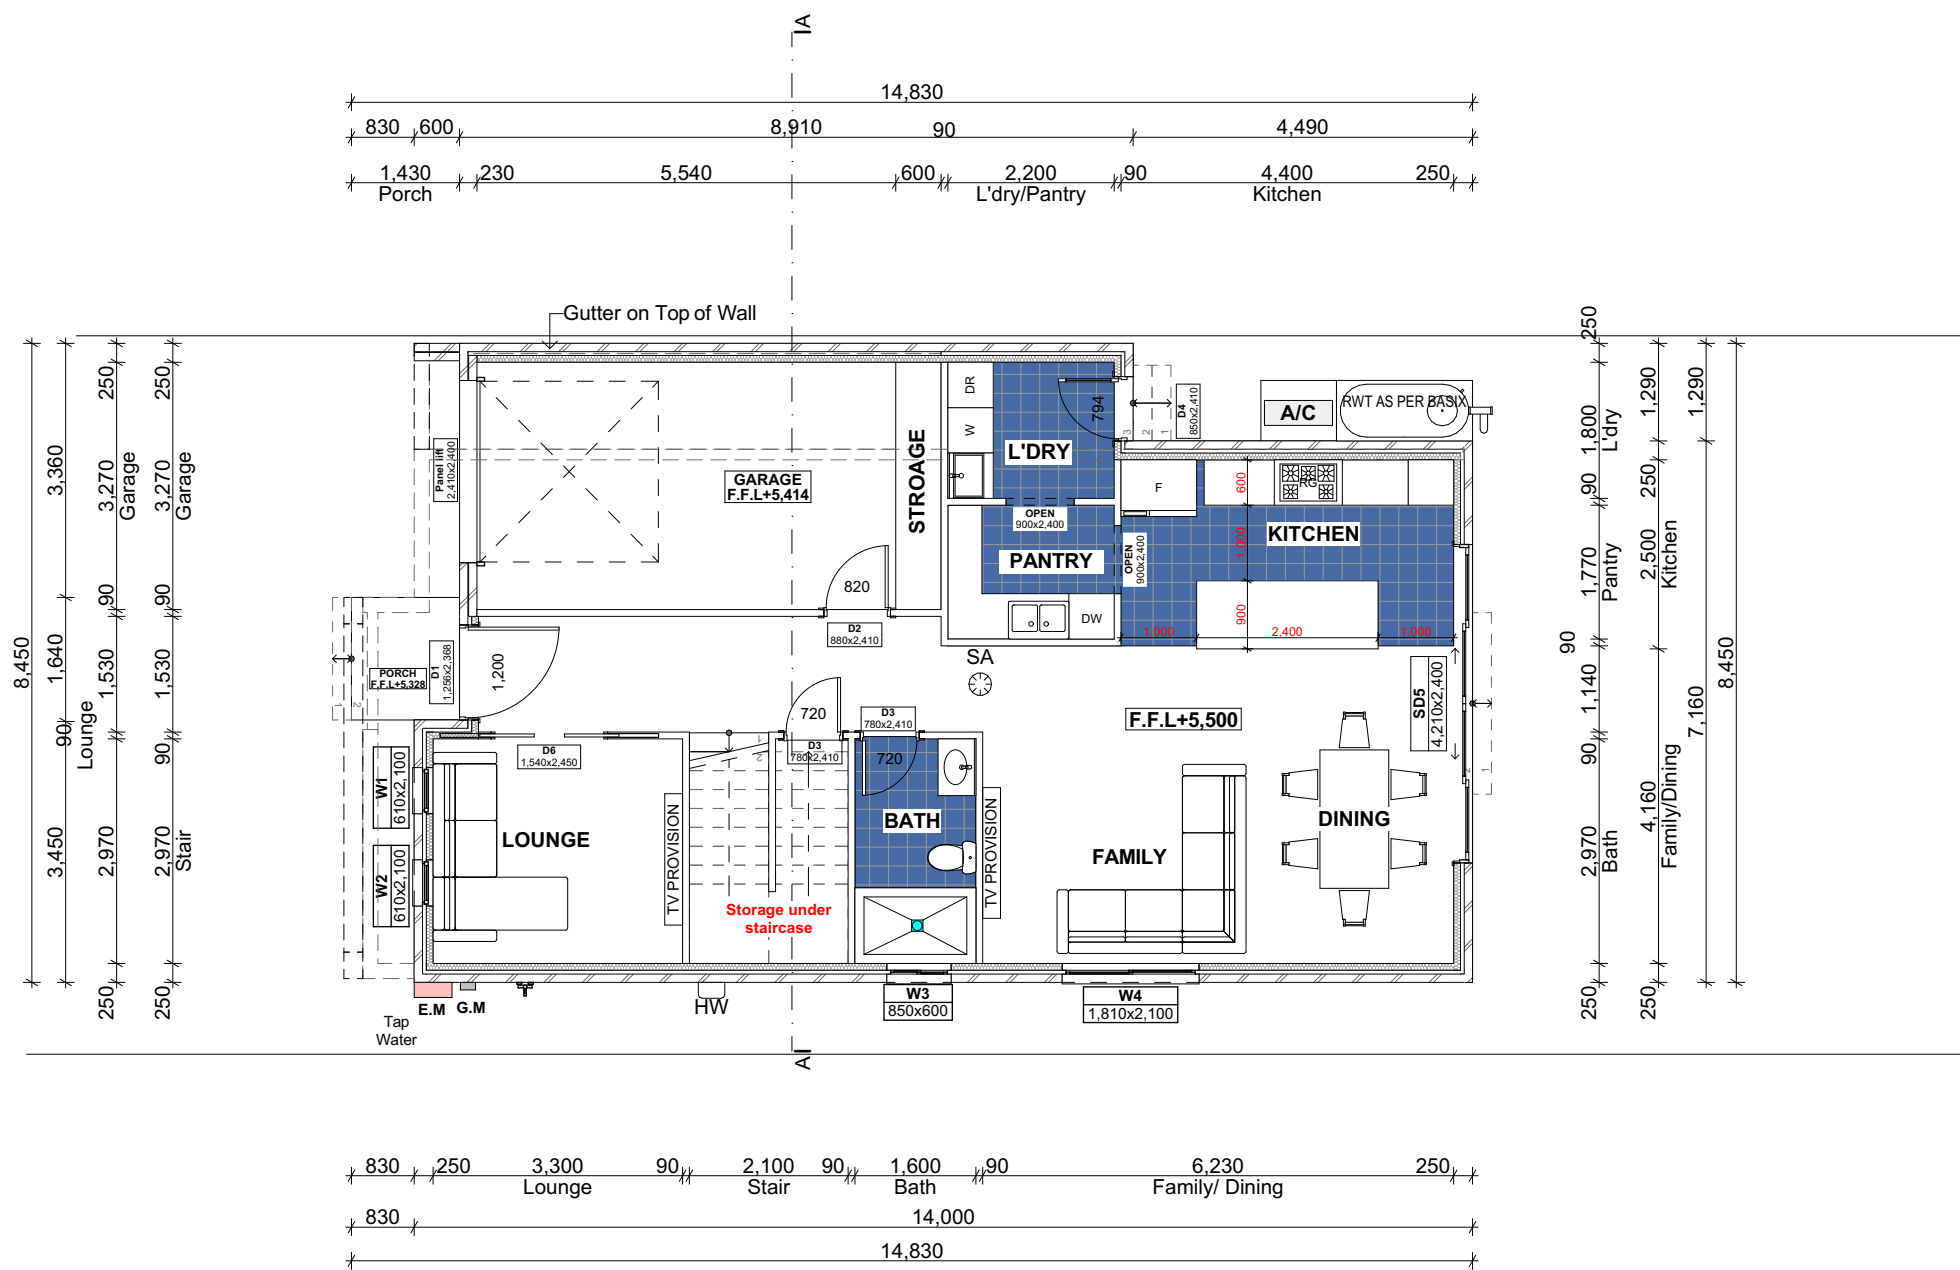 A
14,830
830 600 8,910 90 4,490
1,430 230 5,540 600 2,200 90 4,400 250
Porch L'dry/Pantry Kitchen
Gutter on Top of Wall
8,450
3,360 1,640 90 3,450
250 3,270 90 1,530 2,970 250
Garage
Lounge
250 3,270 90 1,530 90 2,970 250
Garage
Stair
Panel lift
2,410x2,400
GARAGE
F.F.L+5,414
STROAGE
DR
W
L'DRY
794
3 2 1
D4
850x2,410
A/C
RWT AS PER BASIX
OPEN
900x2,400
PANTRY
OPEN
900x2,400
DW
F
600
1,000
900
KITCHEN
1,000 2,400 1,000
820
D2
880x2,410
SA
PORCH
F.F.L+5,328
1 2
D1
1,256x2,368
1,200
720
D3
780x2,410
D3
780x2,410
720
D6
1,540x2,450
1
2
F.F.L+5,500
SD5
4,210x2,400
2 1
W1
610x2,100
W2
610x2,100
LOUNGE
TV PROVISION
Storage under
staircase
BATH
TV PROVISION
FAMILY
DINING
E.M G.M
Tap
Water
HW
W3
850x600
W4
1,810x2,100
A
250 1,800 90 1,770 90 1,140 90 2,970 250
L'dry
Pantry
Bath
1,290 250 2,500 4,160 250
Kitchen
Family/Dining
1,290 7,160
8,450
830 250 3,300 90 2,100 90 1,600 90 6,230 250
Lounge Stair Bath Family/ Dining
830 14,000
14,830